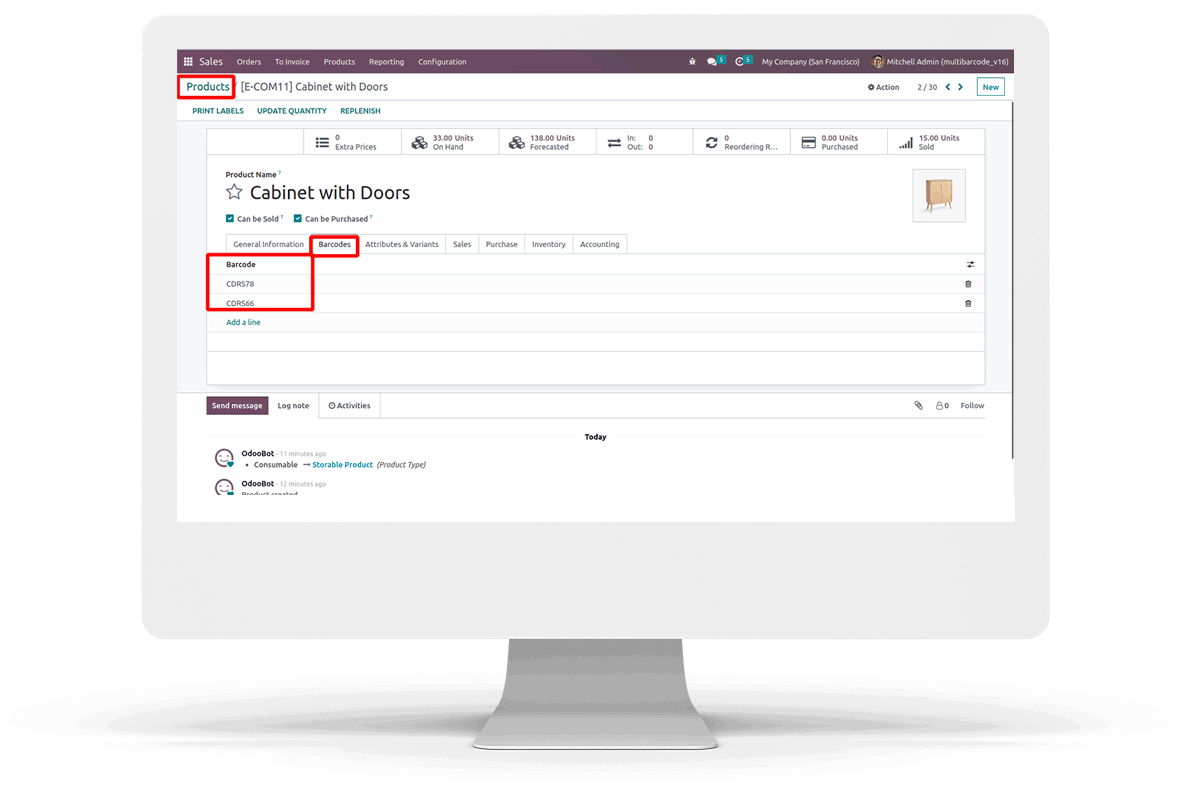 Sales Orders To Invoice Products Reporting Configuration 5 5 My Company (San Francisco) Mitchell Admin (multibarcode_v16)
Products / [E-COM11] Cabinet with Doors Action 2 / 30 New
PRINT LABELS UPDATE QUANTITY REPLENISH
0 Extra Prices
33.00 Units On Hand
138.00 Units Forecasted
In: 0
Out: 0
0 Reordering R...
0.00 Units Purchased
15.00 Units Sold
Product Name ?
Cabinet with Doors
Can be Sold ? Can be Purchased ?
General Information Barcodes Attributes & Variants Sales Purchase Inventory Accounting
Barcode
CDRS78
CDRS66
Add a line
Send message Log note Activities 0 Follow
Today
OdooBot - 11 minutes ago
• Consumable → Storable Product (Product Type)
OdooBot - 12 minutes ago
Product created